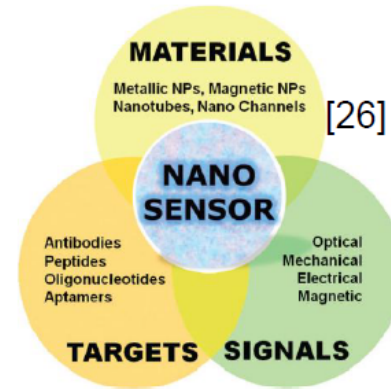 MATERIALS
Metallic NPs, Magnetic NPs
Nanotubes, Nano Channels
[26]
NANO
SENSOR
Antibodies
Peptides
Oligonucleotides
Aptamers
Optical
Mechanical
Electrical
Magnetic
TARGETS
SIGNALS